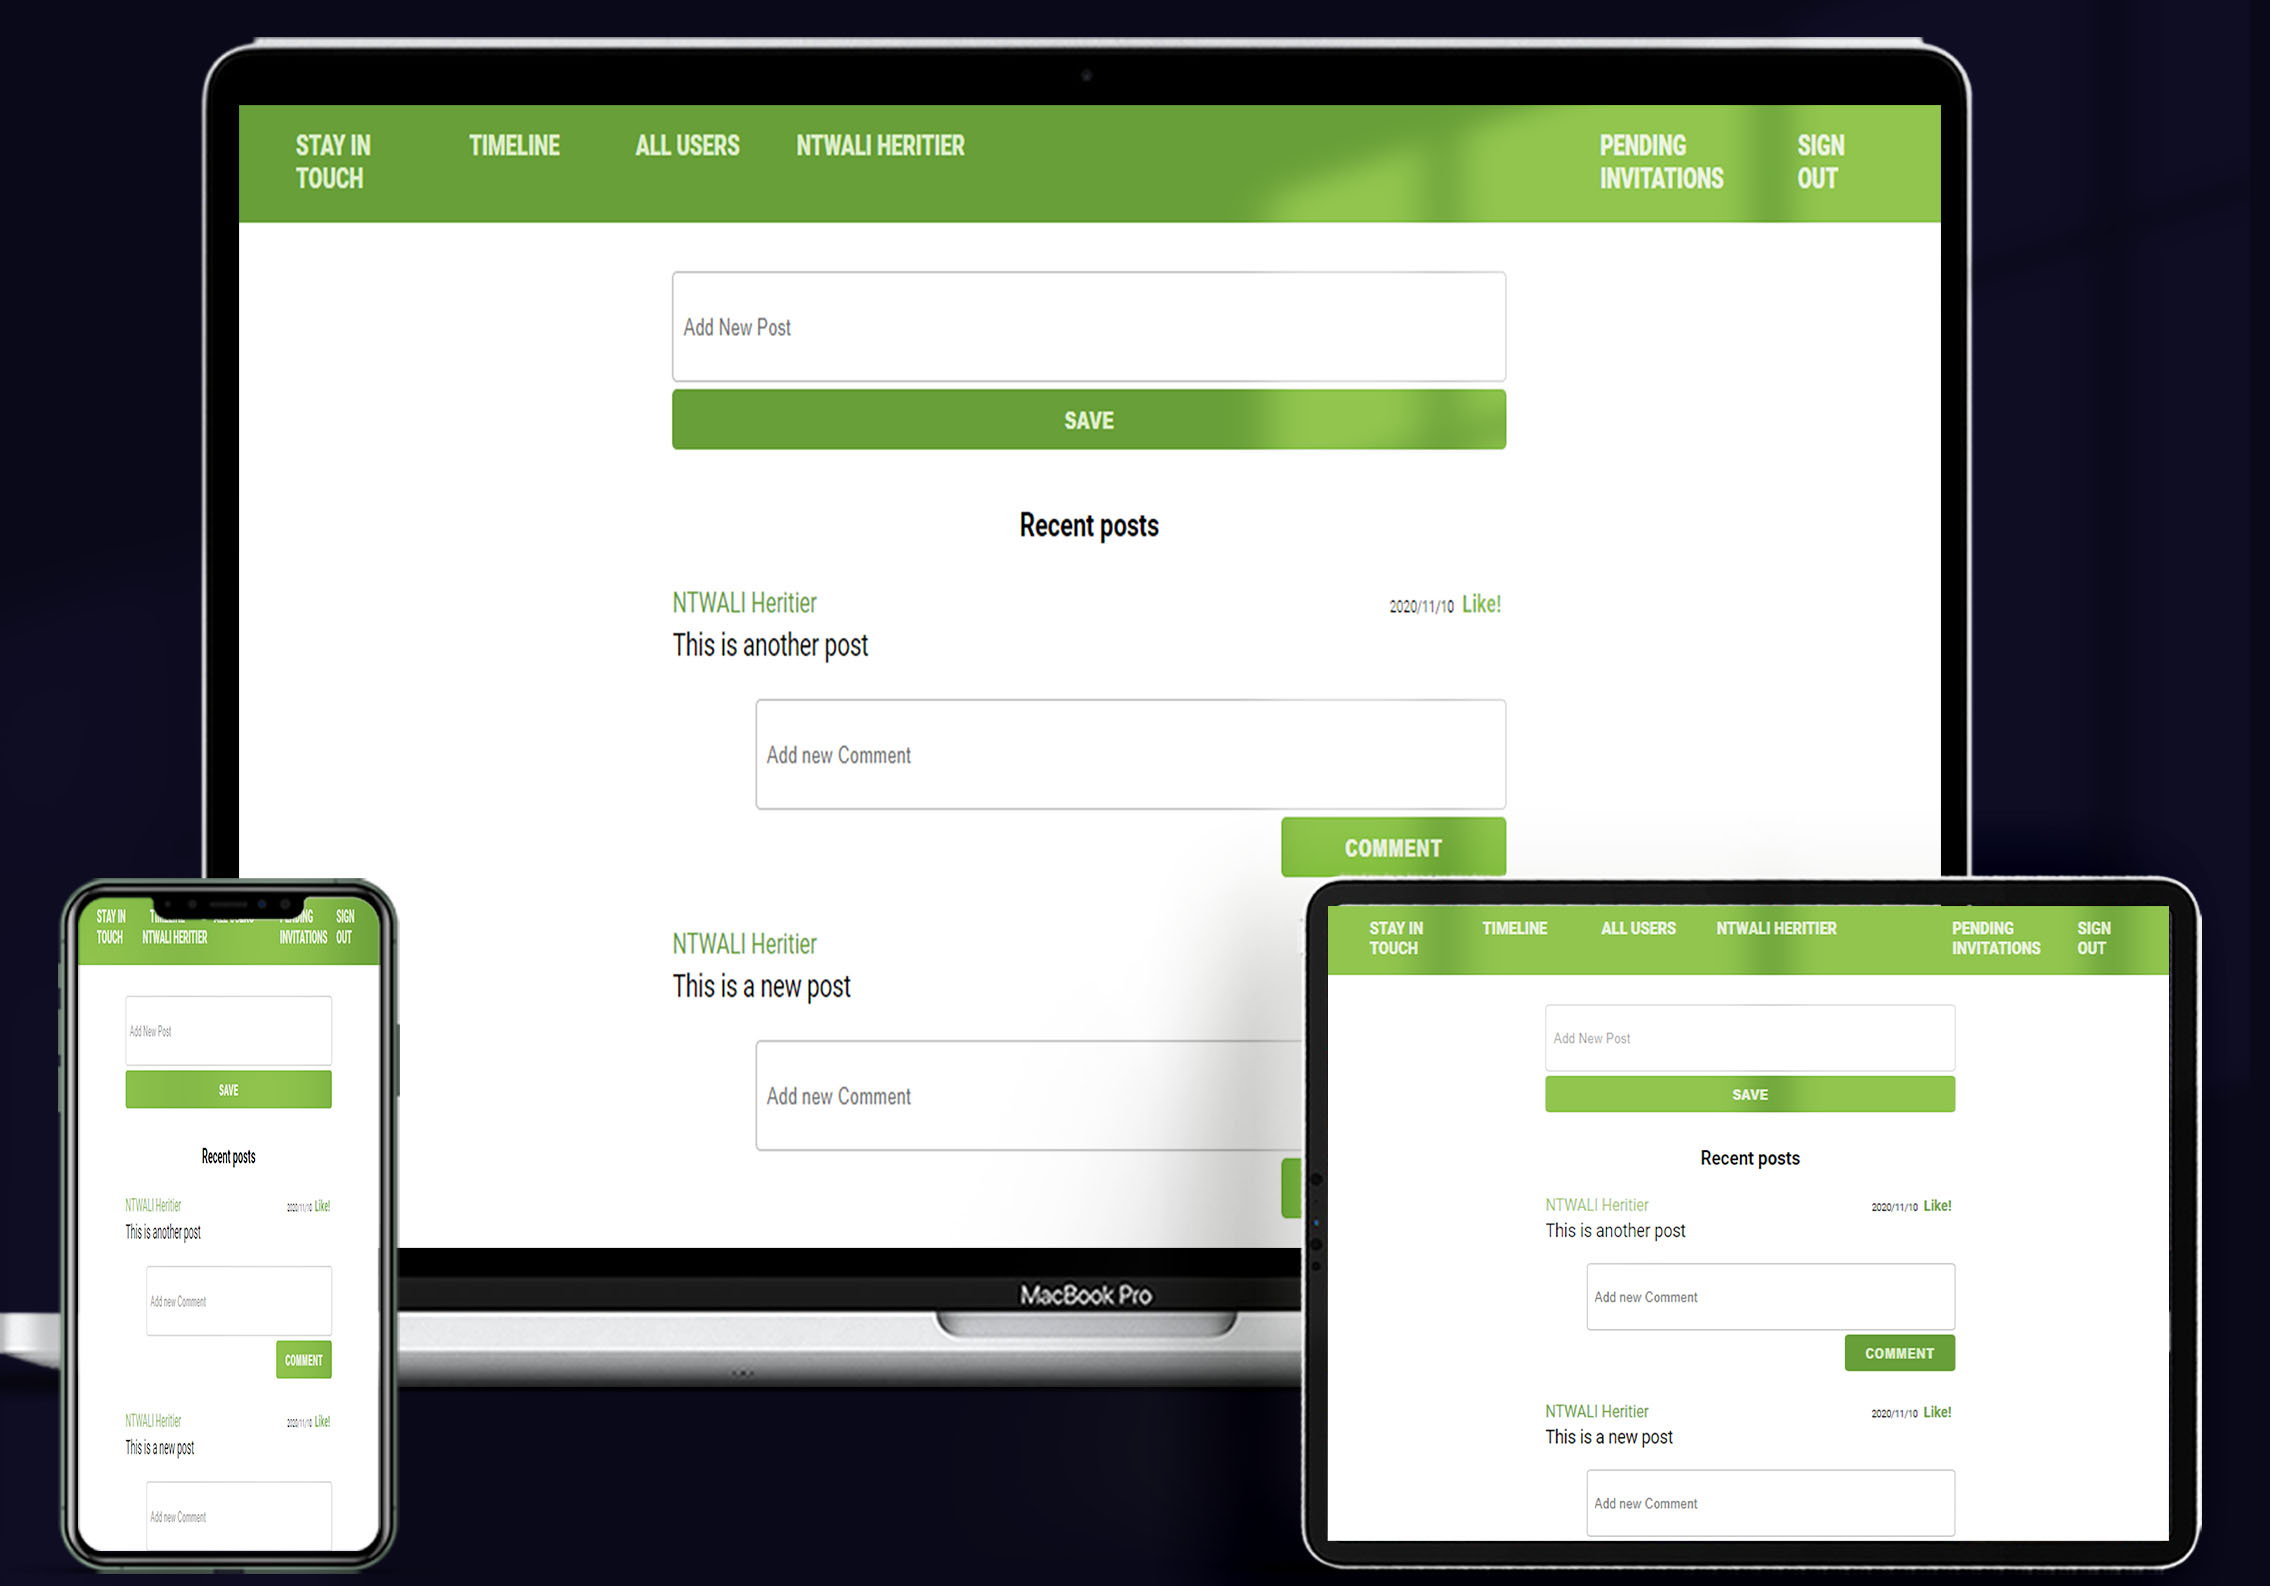 STAY IN
TOUCH
TIMELINE
ALL USERS
NTWALI HERITIER
PENDING
INVITATIONS
SIGN
OUT
Add New Post
SAVE
Recent posts
NTWALI Heritier
2020/11/10 Like!
This is another post
Add new Comment
COMMENT
NTWALI Heritier
This is a new post
Add new Comment
MacBook Pro
STAY IN
TOUCH
NTWALI HERITIER
INVITATIONS
SIGN
OUT
Add New Post
SAVE
Recent posts
NTWALI Heritier
2020/11/10 Like!
This is another post
Add new Comment
COMMENT
NTWALI Heritier
2020/11/10 Like!
This is a new post
Add new Comment
STAY IN
TOUCH
TIMELINE
ALL USERS
NTWALI HERITIER
PENDING
INVITATIONS
SIGN
OUT
Add New Post
SAVE
Recent posts
NTWALI Heritier
2020/11/10 Like!
This is another post
Add new Comment
COMMENT
NTWALI Heritier
2020/11/10 Like!
This is a new post
Add new Comment